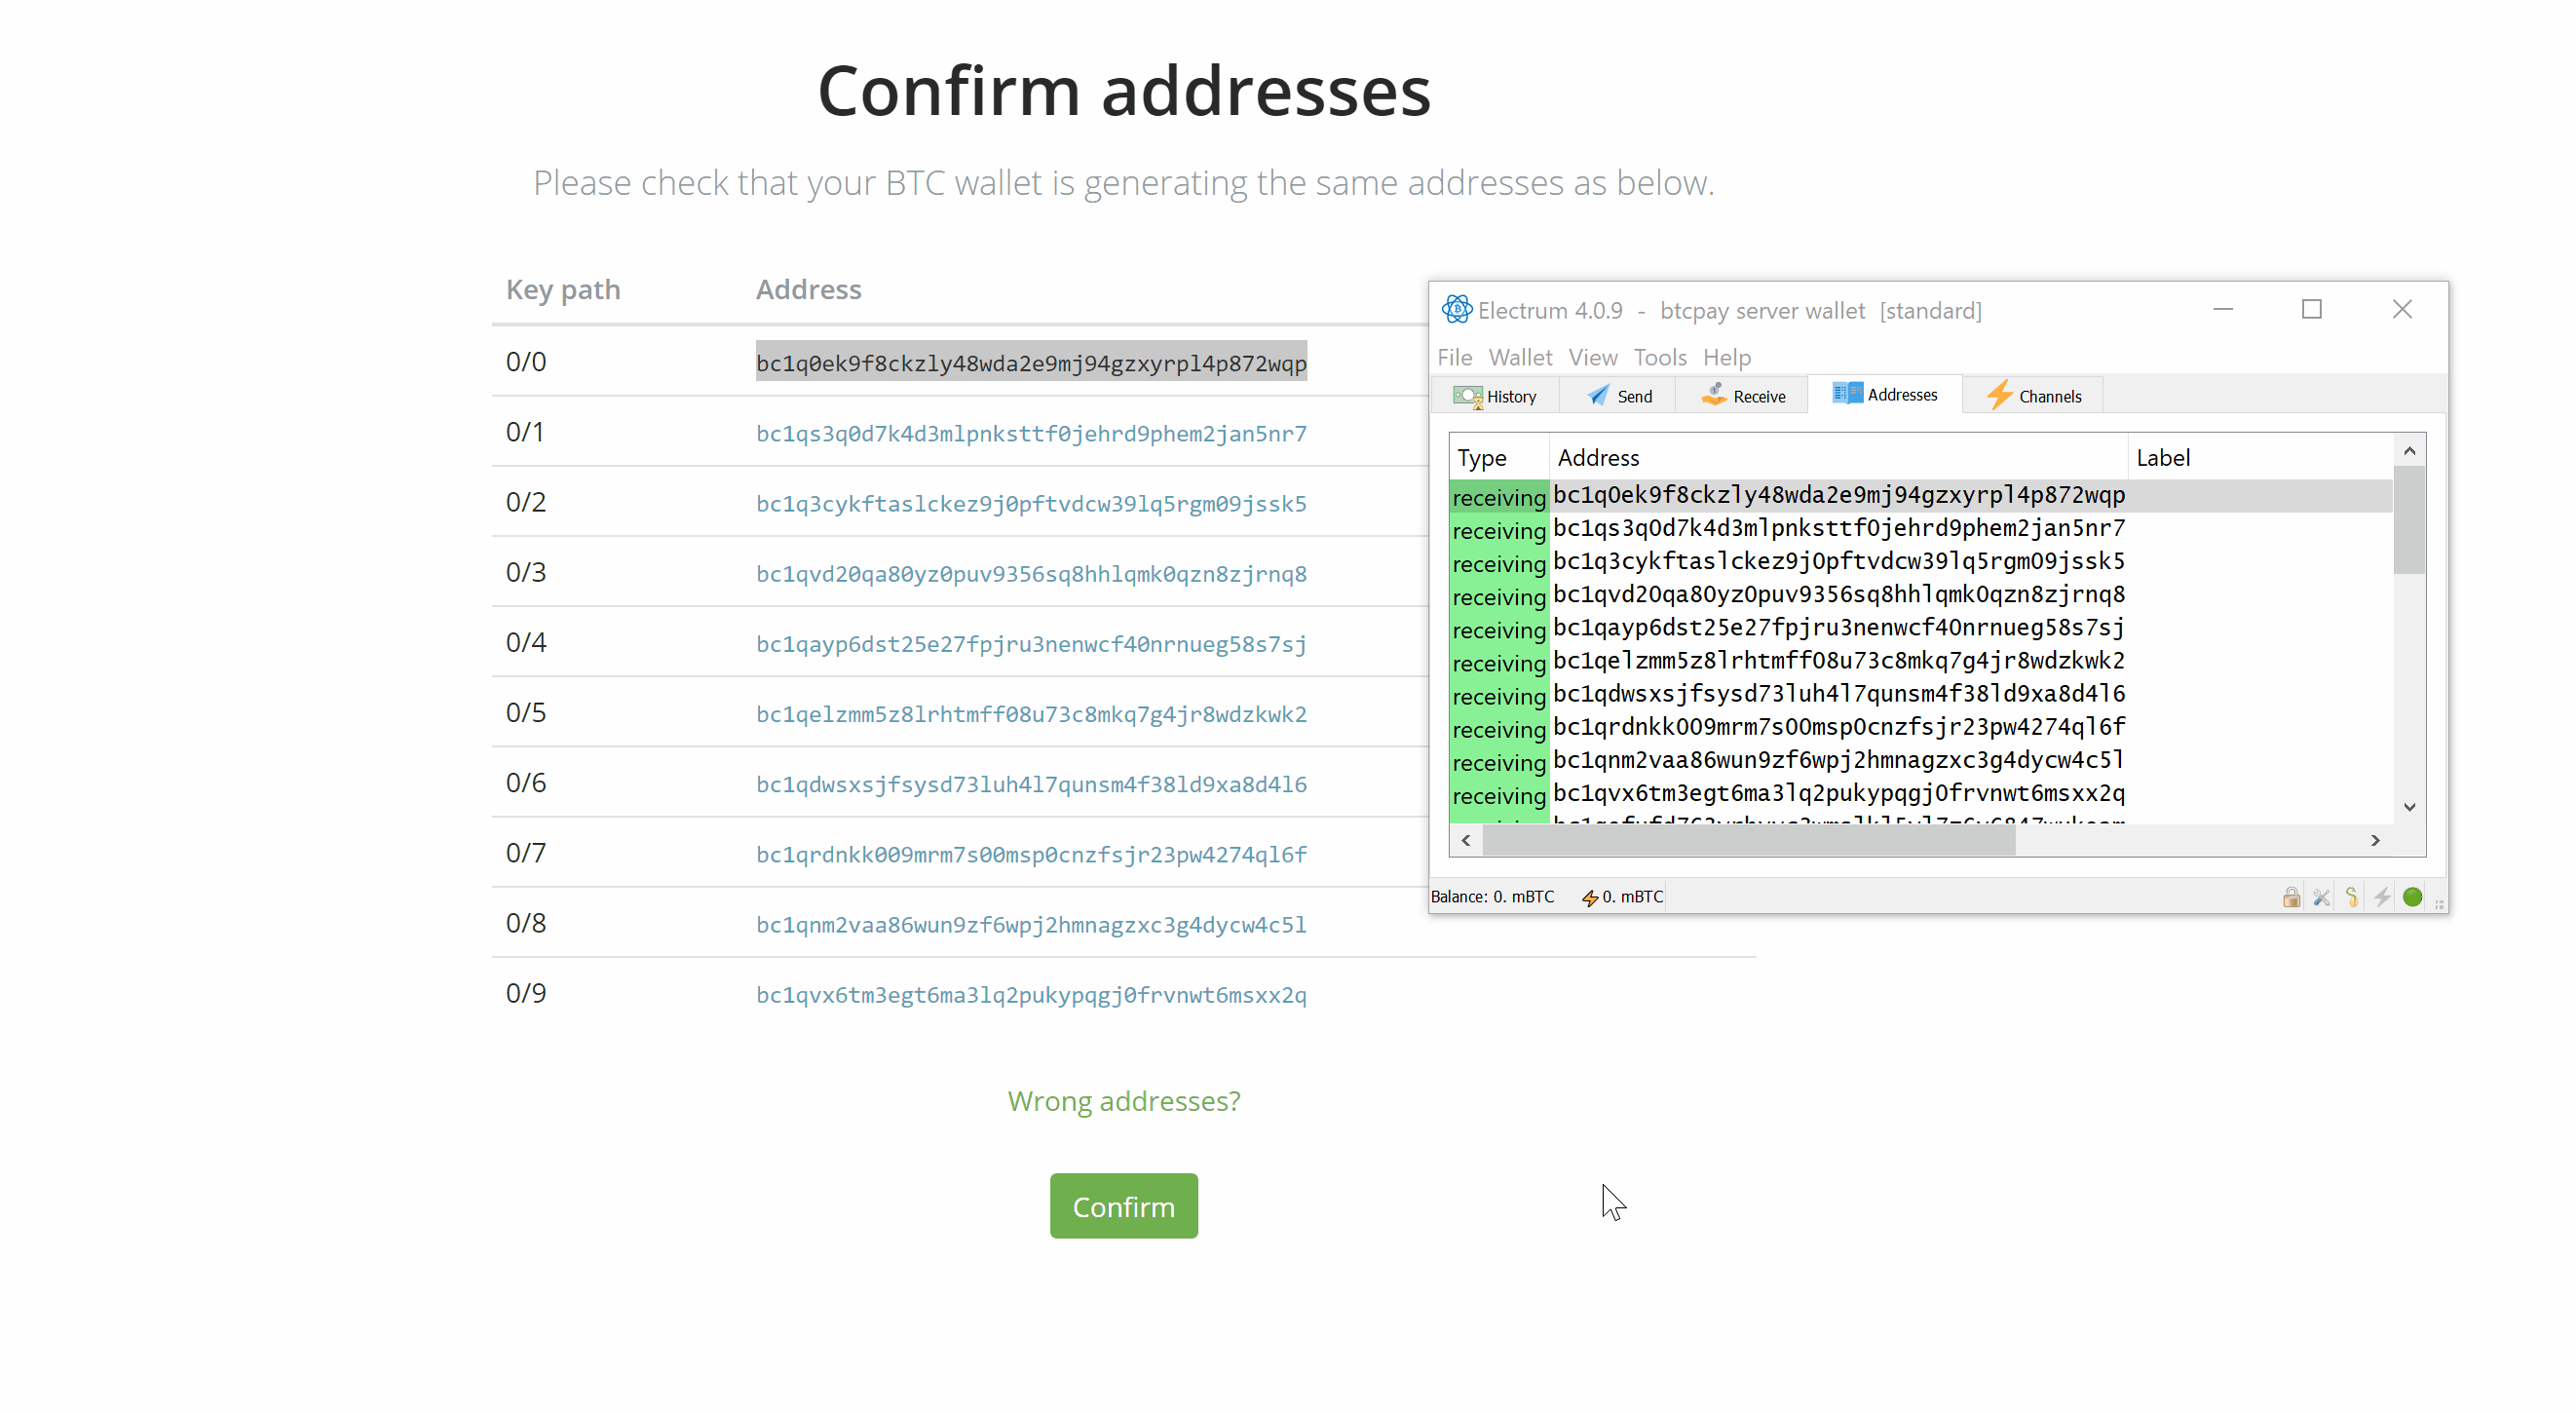 Confirm addresses
Please check that your BTC wallet is generating the same addresses as below.
Key path Address
0/0 bc1q0ek9f8ckzly48wda2e9mj94gzxyrpl4p872wqp
0/1 bc1qs3q0d7k4d3mlpnksttf0jehrd9phem2jan5nr7
0/2 bc1q3cykftaslckez9j0pftvdcw39lq5rgm09jssk5
0/3 bc1qvd20qa80yz0puv9356sq8hhlqmk0qzn8zjrnq8
0/4 bc1qayp6dst25e27fpjru3nenwcf40nrnueg58s7sj
0/5 bc1qelzmm5z8lrhtmff08u73c8mkq7g4jr8wdzkwk2
0/6 bc1qdwsxsjfsysd73luh4l7qunsm4f38ld9xa8d4l6
0/7 bc1qrdnkk009mrm7s00msp0cnzfsjr23pw4274ql6f
0/8 bc1qnm2vaa86wun9zf6wpj2hmnagzxc3g4dycw4c5l
0/9 bc1qvx6tm3egt6ma3lq2pukypqgj0frvnwt6msxx2q
Wrong addresses?
Confirm
Electrum 4.0.9 - btcpay server wallet [standard]
File Wallet View Tools Help
History Send Receive Addresses Channels
Type Address Label
receiving bc1q0ek9f8ckzly48wda2e9mj94gzxyrpl4p872wqp
receiving bc1qs3q0d7k4d3mlpnksttf0jehrd9phem2jan5nr7
receiving bc1q3cykftaslckez9j0pftvdcw39lq5rgm09jssk5
receiving bc1qvd20qa80yz0puv9356sq8hhlqmk0qzn8zjrnq8
receiving bc1qayp6dst25e27fpjru3nenwcf40nrnueg58s7sj
receiving bc1qelzmm5z8lrhtmff08u73c8mkq7g4jr8wdzkwk2
receiving bc1qdwsxsjfsysd73luh4l7qunsm4f38ld9xa8d4l6
receiving bc1qrdnkk009mrm7s00msp0cnzfsjr23pw4274ql6f
receiving bc1qnm2vaa86wun9zf6wpj2hmnagzxc3g4dycw4c5l
receiving bc1qvx6tm3egt6ma3lq2pukypqgj0frvnwt6msxx2q
Balance: 0. mBTC 0. mBTC